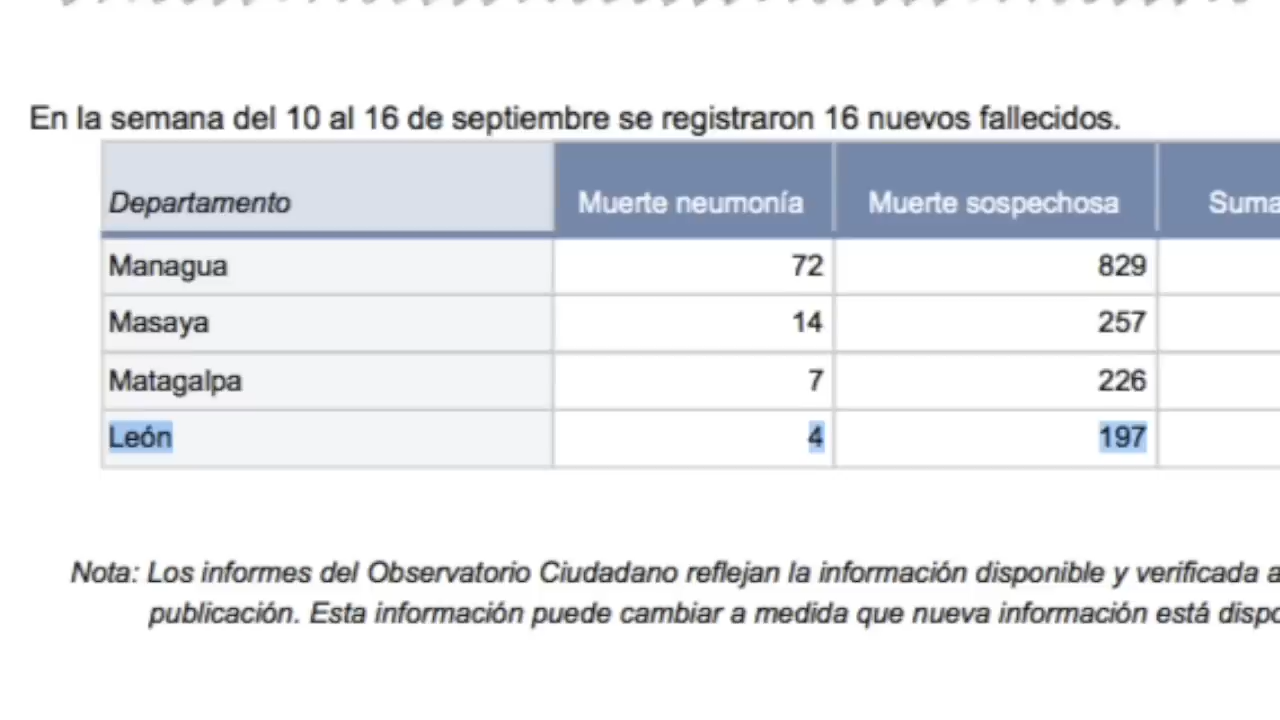 En la semana del 10 al 16 de septiembre se registraron 16 nuevos fallecidos.
Departamento Muerte neumonía Muerte sospechosa Suma
Managua 72 829
Masaya 14 257
Matagalpa 7 226
León 4 197
Nota: Los informes del Observatorio Ciudadano reflejan la información disponible y verificada a
publicación. Esta información puede cambiar a medida que nueva información está